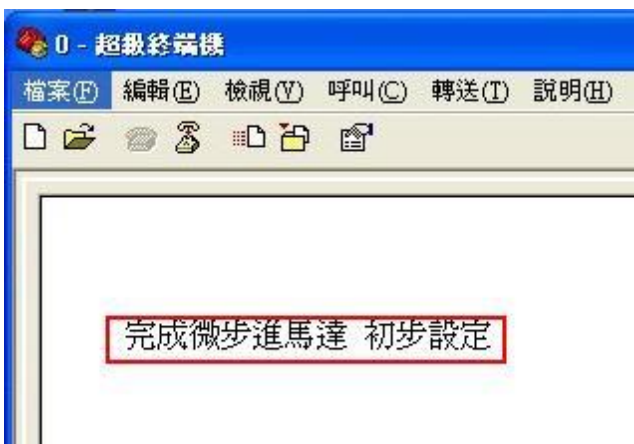 0 - 超級終端機
檔案(F) 編輯(E) 檢視(V) 呼叫(C) 轉送(T) 說明(H)
完成微步進馬達 初步設定